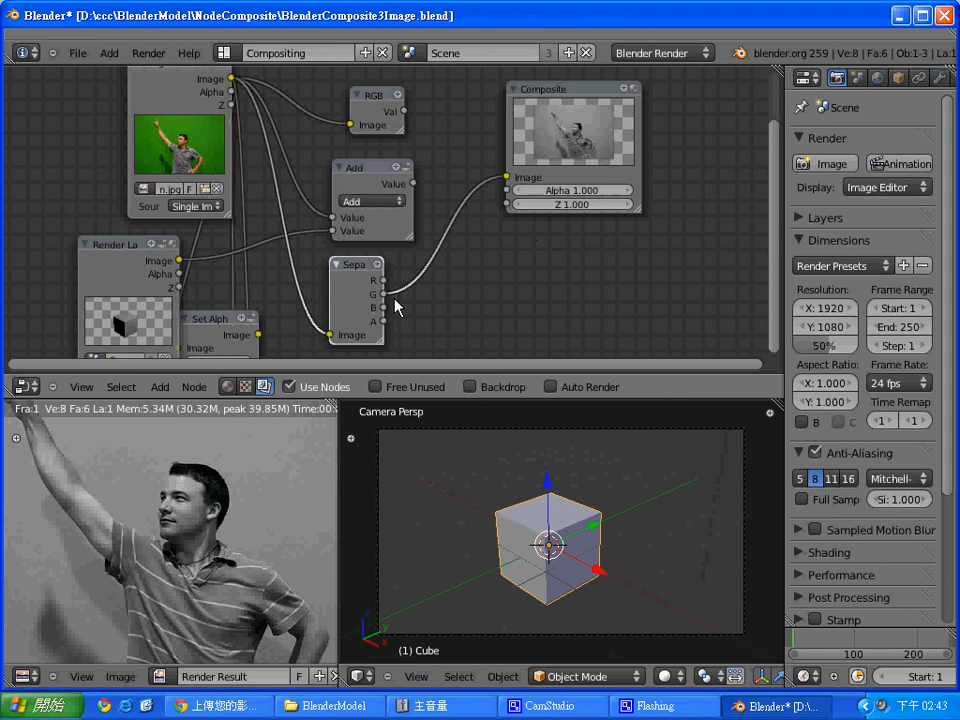 Blender* [D:\ccc\BlenderModel\NodeComposite\BlenderComposite3Image.blend]
File Add Render Help Compositing Scene 3 Blender Render blender.org 259 | Ve:8 | Fa:6 | Ob:1-3 | La:1
Image
Alpha
Z
n.jpg F
Sour Single Im
RGB
Val
Image
Add
Value
Add
Value
Value
Composite
Image
Alpha 1.000
Z 1.000
Render La
Image
Alpha
Z
Set Alph
Image
Image
Sepa
R
G
B
A
Image
View Select Add Node Use Nodes Free Unused Backdrop Auto Render
Scene
Render
Image Animation
Display: Image Editor
Layers
Dimensions
Render Presets
Resolution: Frame Range
X: 1920 Start: 1
Y: 1080 End: 250
50% Step: 1
Aspect Ratio: Frame Rate:
X: 1.000 24 fps
Y: 1.000 Time Remap
B C 1 1
Anti-Aliasing
5 8 11 16 Mitchell-
Full Samp Si: 1.000
Sampled Motion Blur
Shading
Performance
Post Processing
Stamp
Fra:1 Ve:8 Fa:6 La:1 Mem:5.34M (30.32M, peak 39.85M) Time:00:
Camera Persp
z
y
x
(1) Cube
100 200
View Image Render Result F
View Select Object Object Mode
Start: 1
開始 上傳您的影... BlenderModel 主音量 CamStudio Flashing Blender* [D:\... 下午 02:43